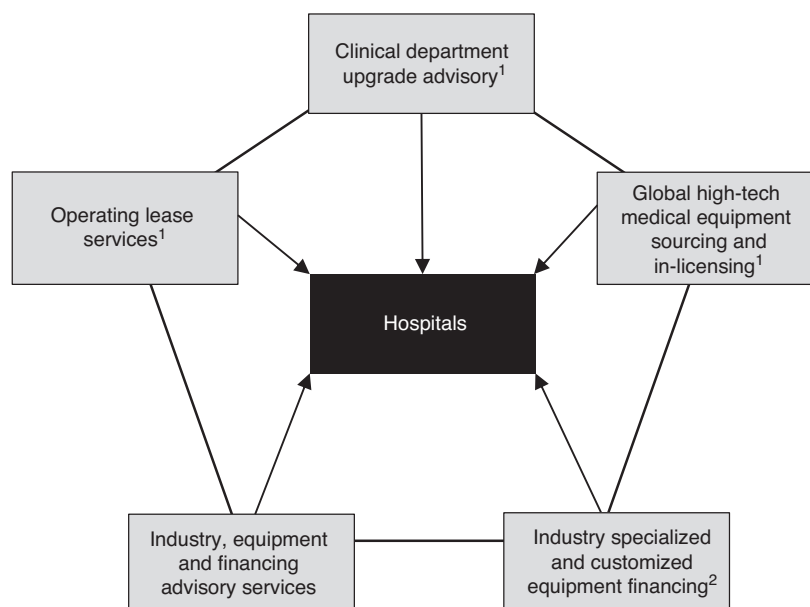 Clinical department
upgrade advisory¹
Operating lease
services¹
Global high-tech
medical equipment
sourcing and
in-licensing¹
Hospitals
Industry, equipment
and financing
advisory services
Industry specialized
and customized
equipment financing²